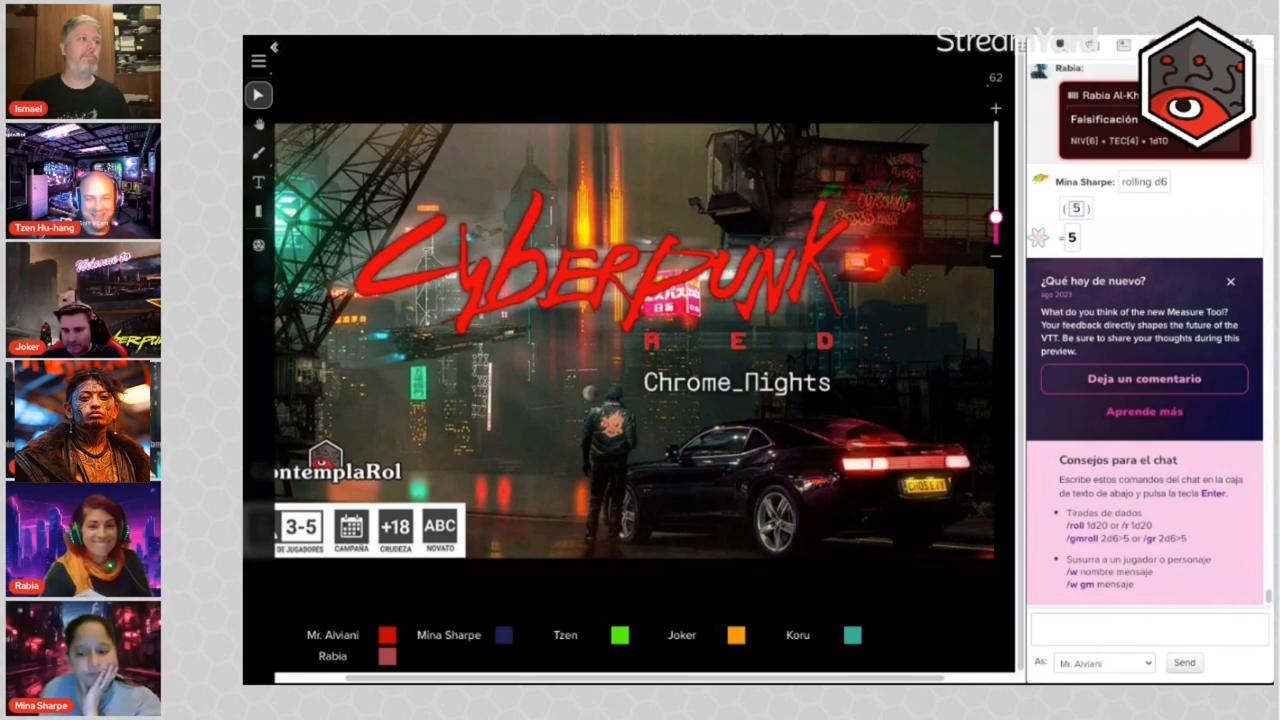 StreamYard
Ismael
Tzen Hu-hang
Welcome to
Joker
Rabia
Mina Sharpe
62
CYBERPUNK
RED
Chrome_Nights
ontemplaRol
3-5
DE JUGADORES
CAMPAÑA
+18
CRUDEZA
ABC
NOVATO
Mr. Alviani
Mina Sharpe
Tzen
Joker
Koru
Rabia
Rabia:
Rabia Al-Kh
Falsificación
NIV[6] + TEC[4] + 1d10
Mina Sharpe: rolling d6
(5)
=5
¿Qué hay de nuevo?
ago 2023
What do you think of the new Measure Tool?
Your feedback directly shapes the future of the
VTT. Be sure to share your thoughts during this
preview.
Deja un comentario
Aprende más
Consejos para el chat
Escribe estos comandos del chat en la caja
de texto de abajo y pulsa la tecla Enter.
Tiradas de dados
/roll 1d20 or /r 1d20
/gmroll 2d6>5 or /gr 2d6>5
Susurra a un jugador o personaje
/w nombre mensaje
/w gm mensaje
As:
Mr. Alviani
Send